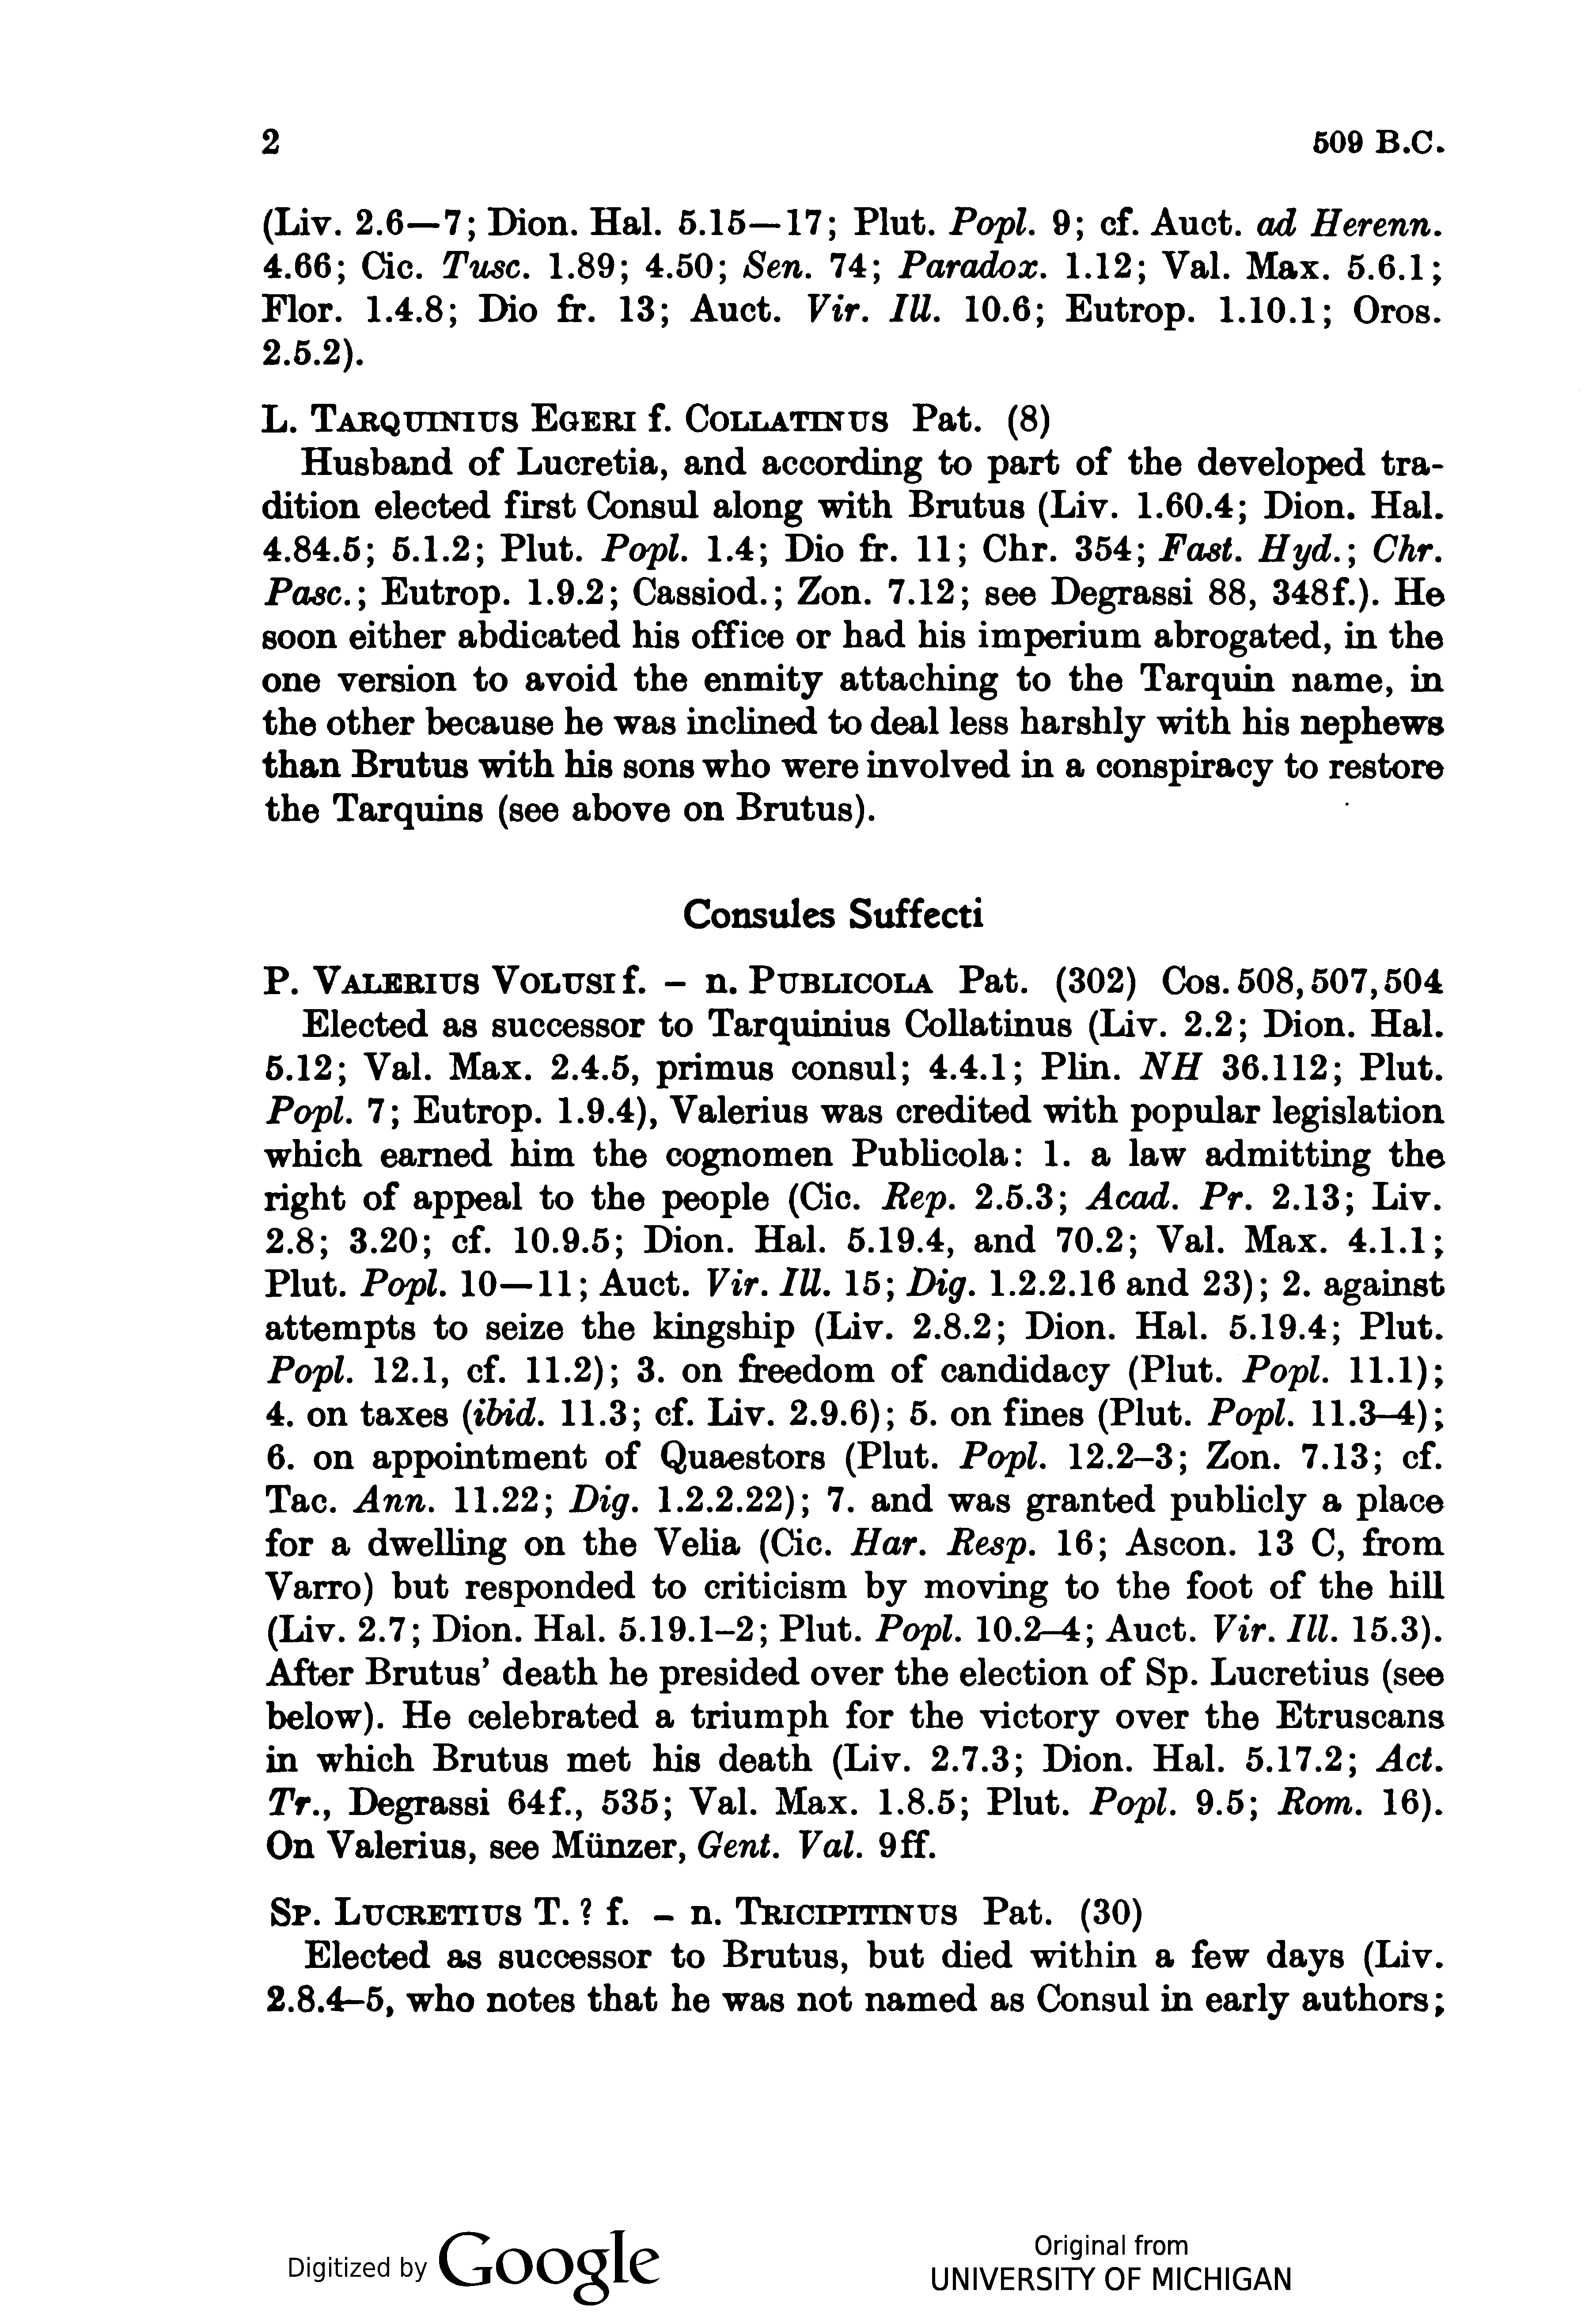 2 509 B.C.
(Liv. 2.6—7; Dion. Hal. 5.15—17; Plut. Popl. 9; cf. Auct. ad Herenn.
4.66; Cic. Tusc. 1.89; 4.50; Sen. 74; Paradox. 1.12; Val. Max. 5.6.1;
Flor. 1.4.8; Dio fr. 13; Auct. Vir. Ill. 10.6; Eutrop. 1.10.1; Oros.
2.5.2).
L. TARQUINIUS EGERI f. COLLATINUS Pat. (8)
Husband of Lucretia, and according to part of the developed tra-
dition elected first Consul along with Brutus (Liv. 1.60.4; Dion. Hal.
4.84.5; 5.1.2; Plut. Popl. 1.4; Dio fr. 11; Chr. 354; Fast. Hyd.; Chr.
Pasc.; Eutrop. 1.9.2; Cassiod.; Zon. 7.12; see Degrassi 88, 348f.). He
soon either abdicated his office or had his imperium abrogated, in the
one version to avoid the enmity attaching to the Tarquin name, in
the other because he was inclined to deal less harshly with his nephews
than Brutus with his sons who were involved in a conspiracy to restore
the Tarquins (see above on Brutus).
Consules Suffecti
P. VALERIUS VOLUSI f. – n. PUBLICOLA Pat. (302) Cos. 508, 507, 504
Elected as successor to Tarquinius Collatinus (Liv. 2.2; Dion. Hal.
5.12; Val. Max. 2.4.5, primus consul; 4.4.1; Plin. NH 36.112; Plut.
Popl. 7; Eutrop. 1.9.4), Valerius was credited with popular legislation
which earned him the cognomen Publicola: 1. a law admitting the
right of appeal to the people (Cic. Rep. 2.5.3; Acad. Pr. 2.13; Liv.
2.8; 3.20; cf. 10.9.5; Dion. Hal. 5.19.4, and 70.2; Val. Max. 4.1.1;
Plut. Popl. 10—11; Auct. Vir. Ill. 15; Dig. 1.2.2.16 and 23); 2. against
attempts to seize the kingship (Liv. 2.8.2; Dion. Hal. 5.19.4; Plut.
Popl. 12.1, cf. 11.2); 3. on freedom of candidacy (Plut. Popl. 11.1);
4. on taxes (ibid. 11.3; cf. Liv. 2.9.6); 5. on fines (Plut. Popl. 11.3–4);
6. on appointment of Quaestors (Plut. Popl. 12.2–3; Zon. 7.13; cf.
Tac. Ann. 11.22; Dig. 1.2.2.22); 7. and was granted publicly a place
for a dwelling on the Velia (Cic. Har. Resp. 16; Ascon. 13 C, from
Varro) but responded to criticism by moving to the foot of the hill
(Liv. 2.7; Dion. Hal. 5.19.1–2; Plut. Popl. 10.2–4; Auct. Vir. Ill. 15.3).
After Brutus’ death he presided over the election of Sp. Lucretius (see
below). He celebrated a triumph for the victory over the Etruscans
in which Brutus met his death (Liv. 2.7.3; Dion. Hal. 5.17.2; Act.
Tr., Degrassi 64f., 535; Val. Max. 1.8.5; Plut. Popl. 9.5; Rom. 16).
On Valerius, see Münzer, Gent. Val. 9ff.
SP. LUCRETIUS T. ? f. – n. TRICIPITINUS Pat. (30)
Elected as successor to Brutus, but died within a few days (Liv.
2.8.4–5, who notes that he was not named as Consul in early authors;
Digitized by Google
Original from
UNIVERSITY OF MICHIGAN